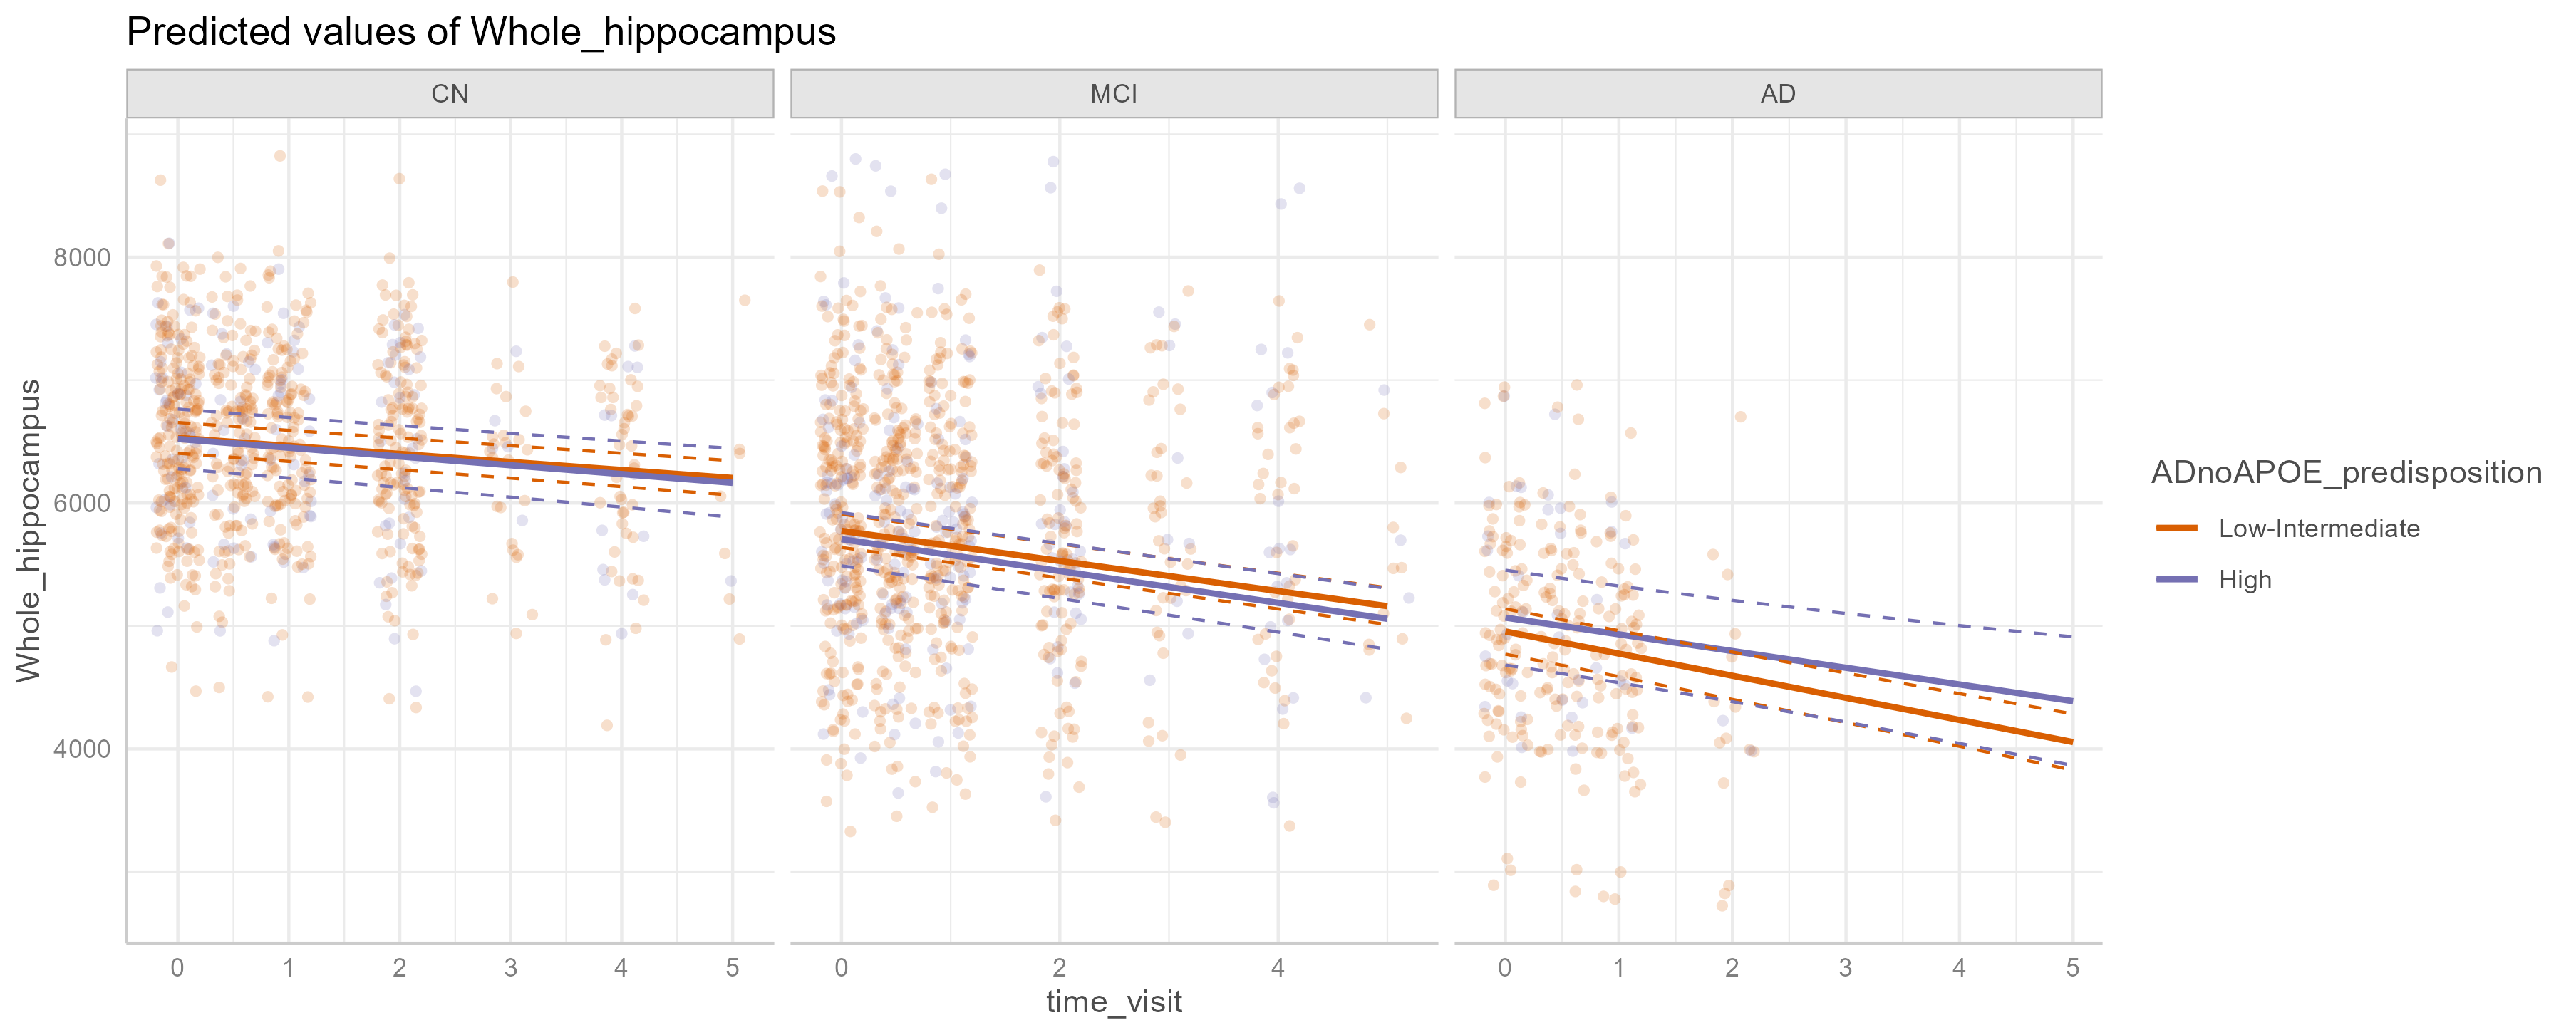 Predicted values of Whole_hippocampus
CN
MCI
AD
Whole_hippocampus
8000
6000
4000
0 1 2 3 4 5
0 2 4
0 1 2 3 4 5
time_visit
ADnoAPOE_predisposition
Low-Intermediate
High